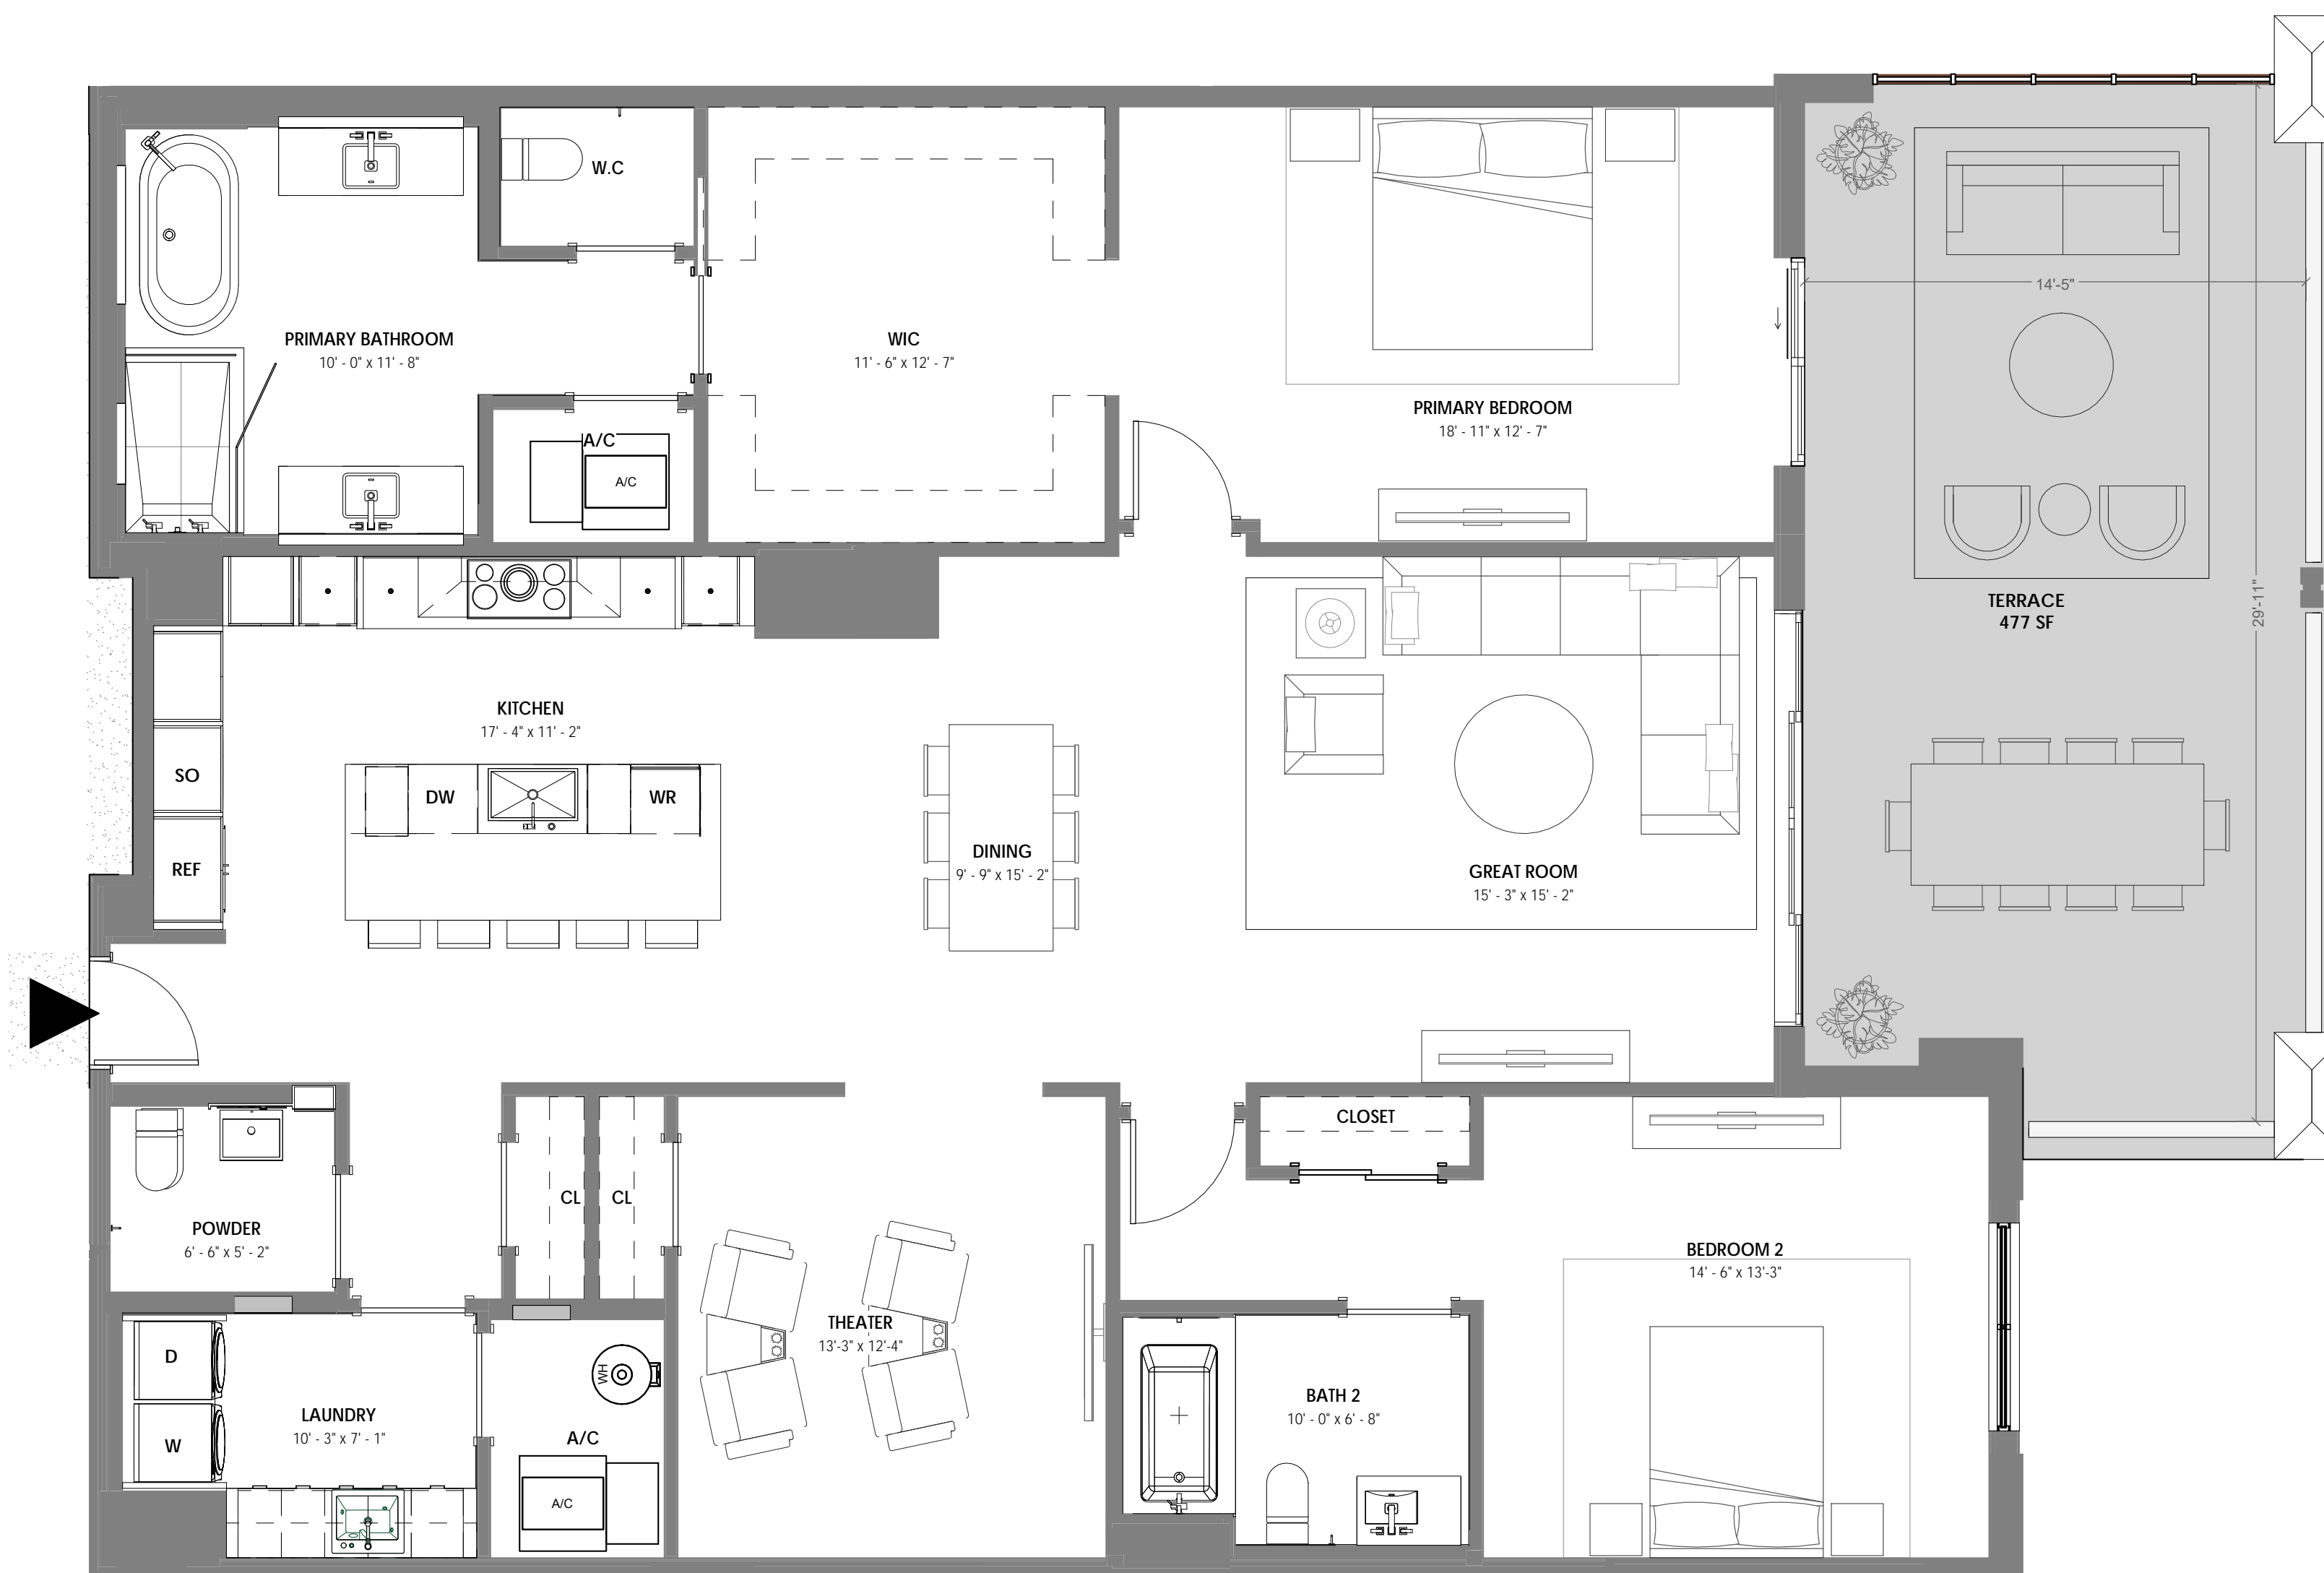 W.C
PRIMARY BATHROOM
10' - 0" x 11' - 8"
WIC
11' - 6" x 12' - 7"
A/C
A/C
PRIMARY BEDROOM
18' - 11" x 12' - 7"
14'-5"
TERRACE
477 SF
29'-11"
KITCHEN
17' - 4" x 11' - 2"
SO
REF
DW
WR
DINING
9' - 9" x 15' - 2"
GREAT ROOM
15' - 3" x 15' - 2"
CLOSET
POWDER
6' - 6" x 5' - 2"
CL
CL
BEDROOM 2
14' - 6" x 13'-3"
THEATER
13'-3" x 12'-4"
D
W
LAUNDRY
10' - 3" x 7' - 1"
WH
A/C
A/C
BATH 2
10' - 0" x 6' - 8"